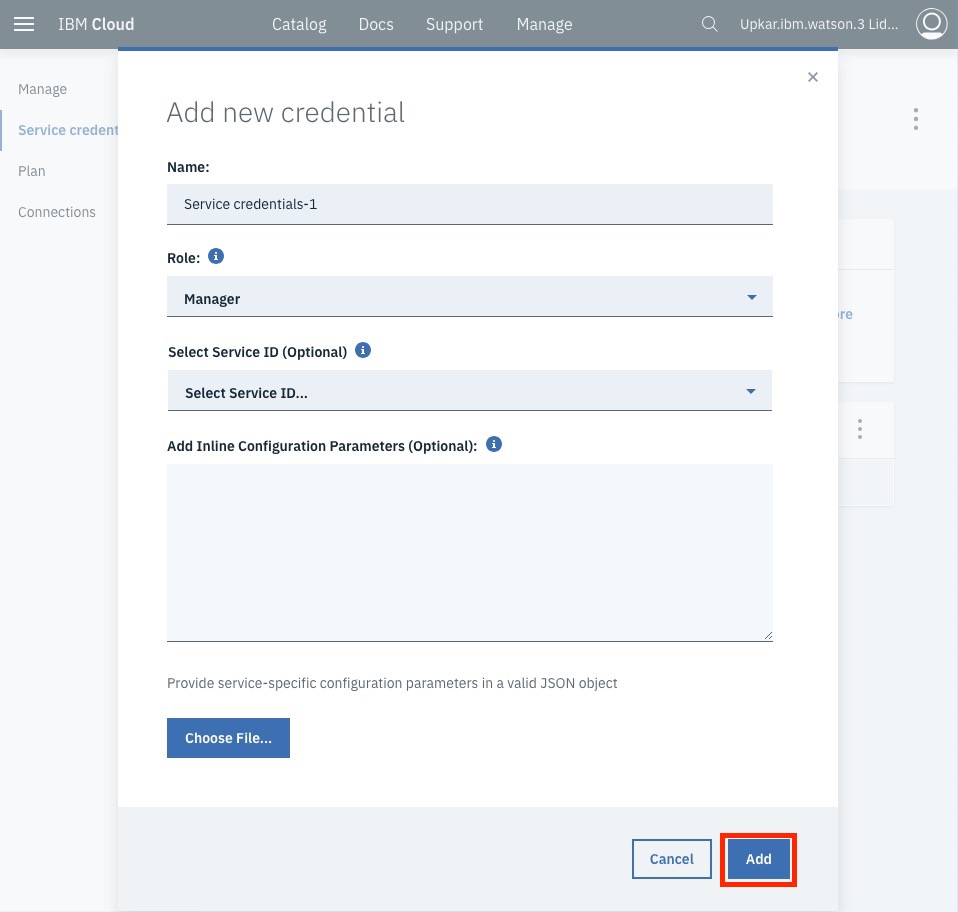 IBM Cloud Catalog Docs Support Manage Upkar.ibm.watson.3 Lid...
Manage
Service credent
Plan
Connections
Add new credential
Name:
Service credentials-1
Role:
Manager
Select Service ID (Optional)
Select Service ID...
Add Inline Configuration Parameters (Optional):
Provide service-specific configuration parameters in a valid JSON object
Choose File...
Cancel Add
re